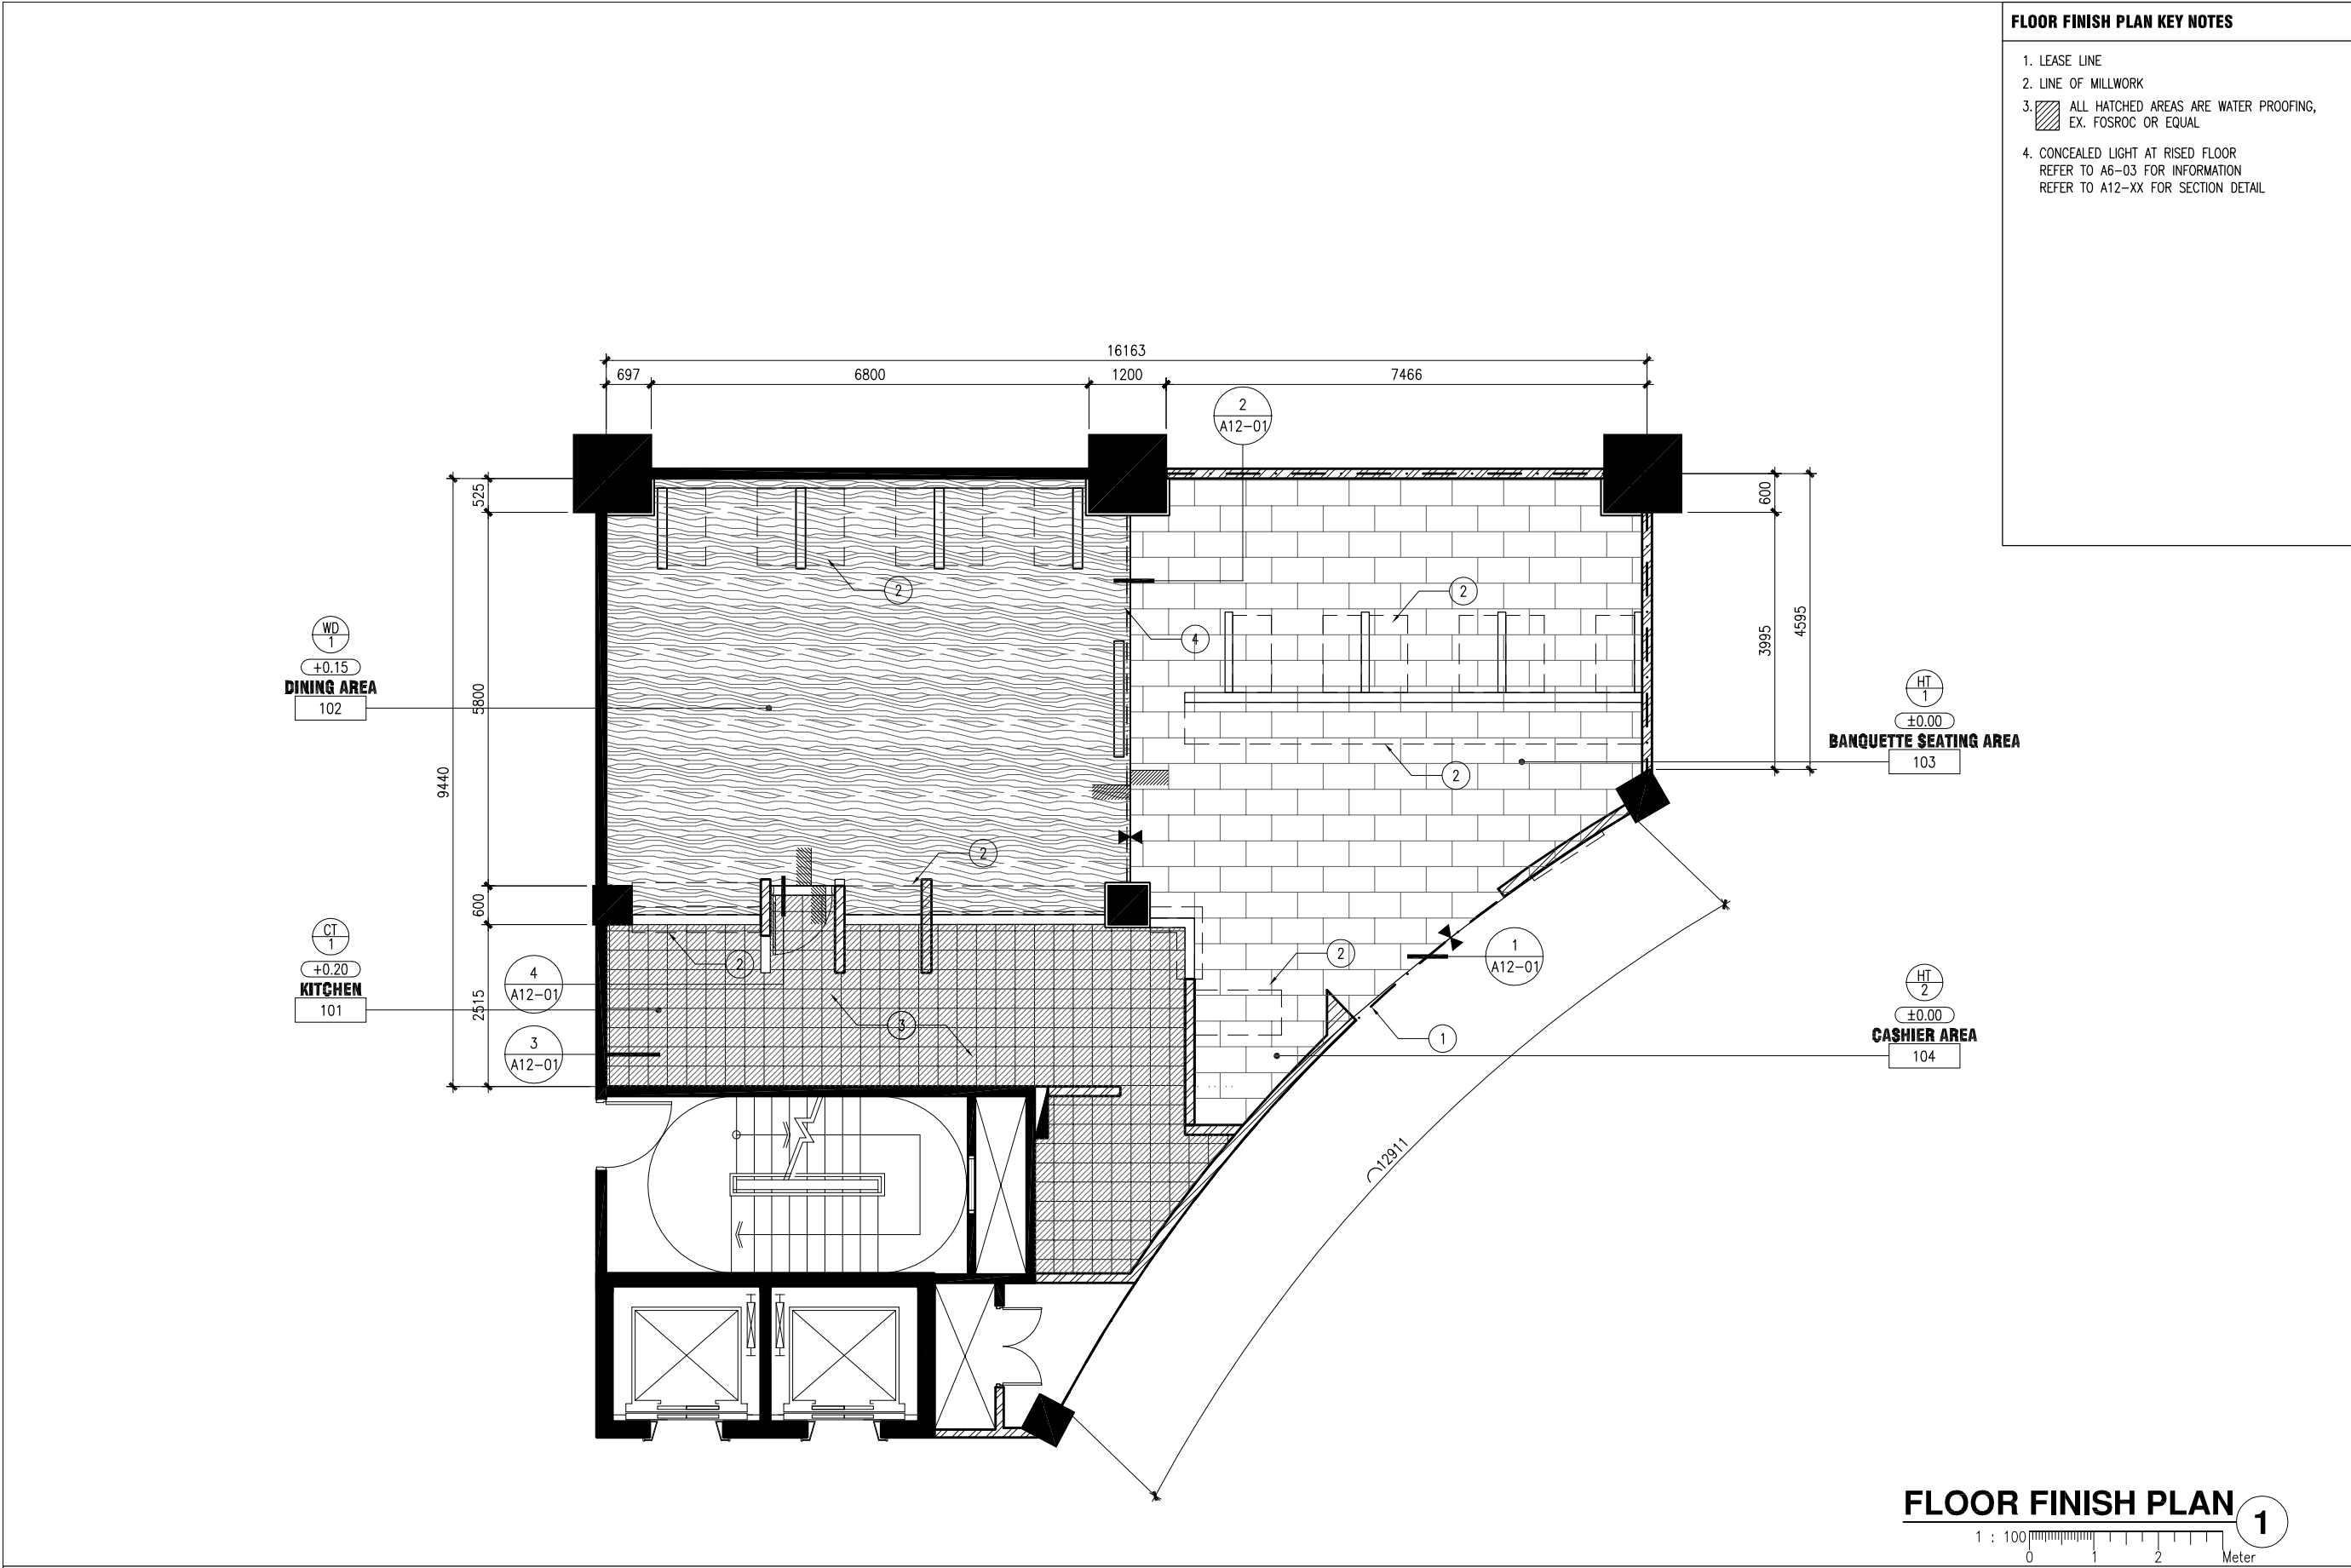 FLOOR FINISH PLAN KEY NOTES
1. LEASE LINE
2. LINE OF MILLWORK
3. ALL HATCHED AREAS ARE WATER PROOFING,
EX. FOSROC OR EQUAL
4. CONCEALED LIGHT AT RISED FLOOR
REFER TO A6-03 FOR INFORMATION
REFER TO A12-XX FOR SECTION DETAIL
16163
697
6800
1200
7466
2
A12-01
525
600
2
2
4
3995
4595
WD
1
+0.15
DINING AREA
102
5800
9440
HT
1
±0.00
BANQUETTE SEATING AREA
103
2
2
600
CT
1
+0.20
KITCHEN
101
2
4
A12-01
2515
3
3
A12-01
2
1
A12-01
1
HT
2
±0.00
CASHIER AREA
104
12911
FLOOR FINISH PLAN
1
1 : 100
0 1 2 Meter